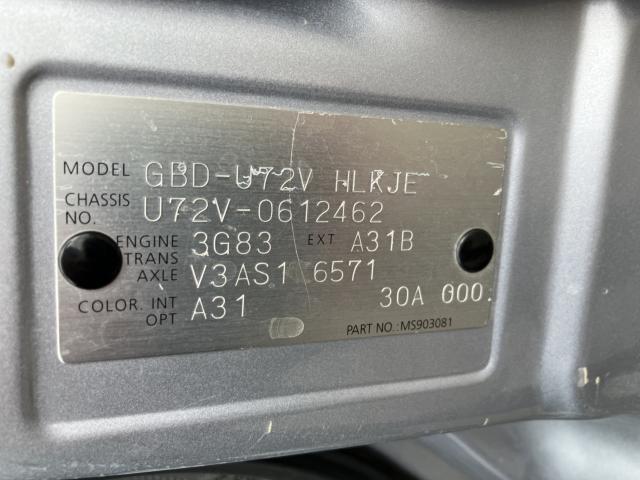 MODEL GBD-U72V HLKJE
CHASSIS NO. U72V-0612462
ENGINE 3G83 EXT A31B
TRANS AXLE V3AS1 6571
COLOR. INT OPT A31 30A 000.
PART NO.:MS903081